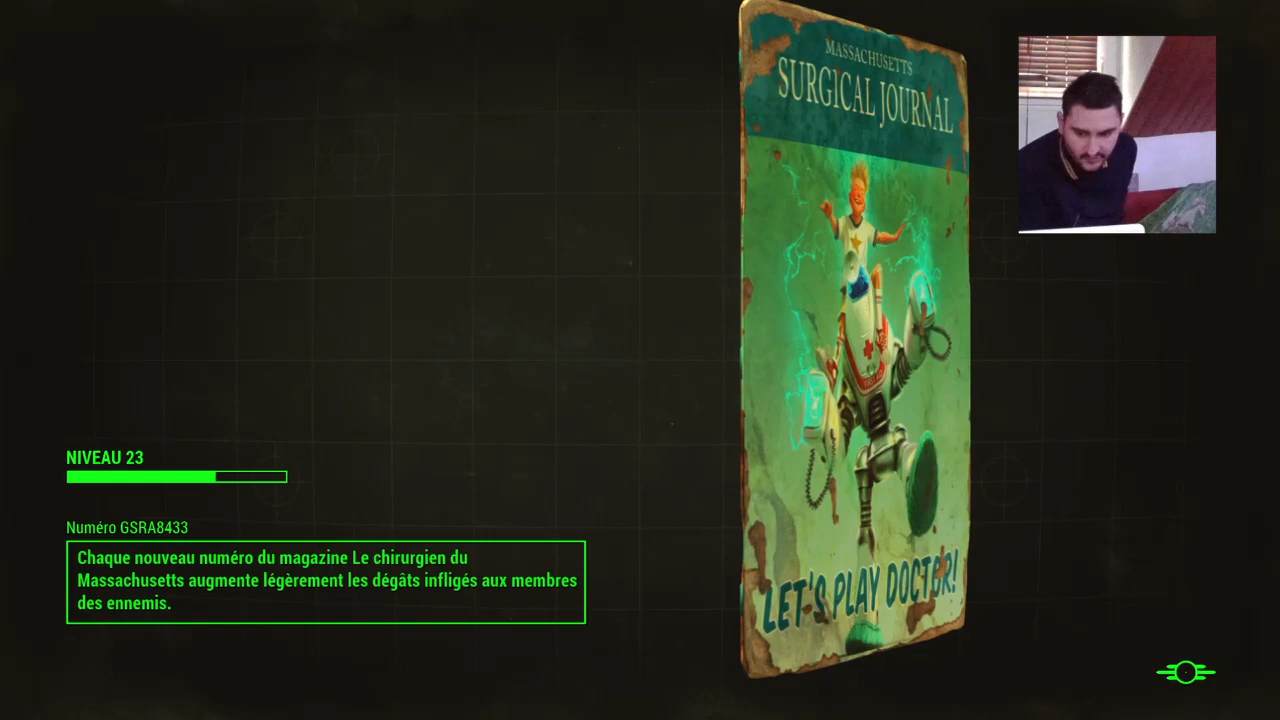 MASSACHUSETTS
SURGICAL JOURNAL
LET'S PLAY DOCTOR!
NIVEAU 23
Numéro GSRA8433
Chaque nouveau numéro du magazine Le chirurgien du
Massachusetts augmente légèrement les dégâts infligés aux membres
des ennemis.